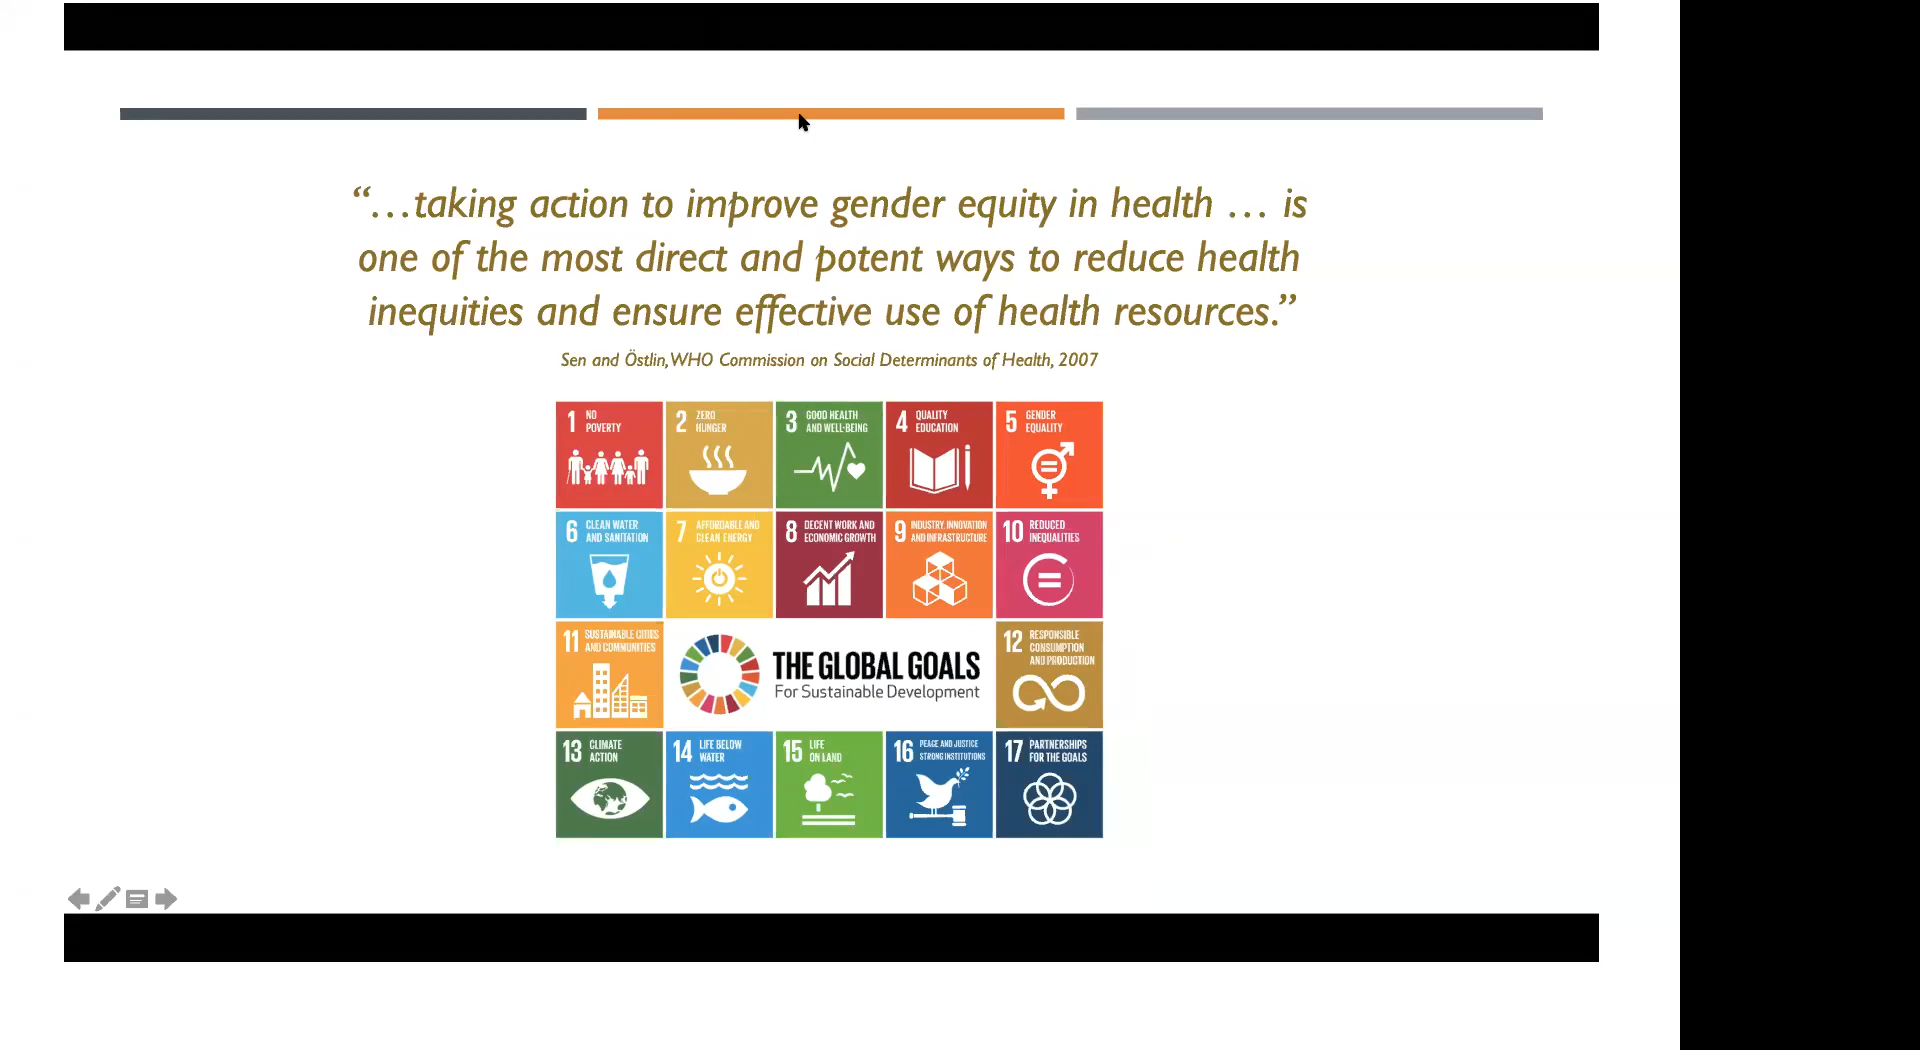 “…taking action to improve gender equity in health … is
one of the most direct and potent ways to reduce health
inequities and ensure effective use of health resources.”
Sen and Östlin, WHO Commission on Social Determinants of Health, 2007
1 NO
POVERTY
2 ZERO
HUNGER
3 GOOD HEALTH
AND WELL-BEING
4 QUALITY
EDUCATION
5 GENDER
EQUALITY
6 CLEAN WATER
AND SANITATION
7 AFFORDABLE AND
CLEAN ENERGY
8 DECENT WORK AND
ECONOMIC GROWTH
9 INDUSTRY, INNOVATION
AND INFRASTRUCTURE
10 REDUCED
INEQUALITIES
11 SUSTAINABLE CITIES
AND COMMUNITIES
THE GLOBAL GOALS
For Sustainable Development
12 RESPONSIBLE
CONSUMPTION
AND PRODUCTION
13 CLIMATE
ACTION
14 LIFE BELOW
WATER
15 LIFE
ON LAND
16 PEACE AND JUSTICE
STRONG INSTITUTIONS
17 PARTNERSHIPS
FOR THE GOALS